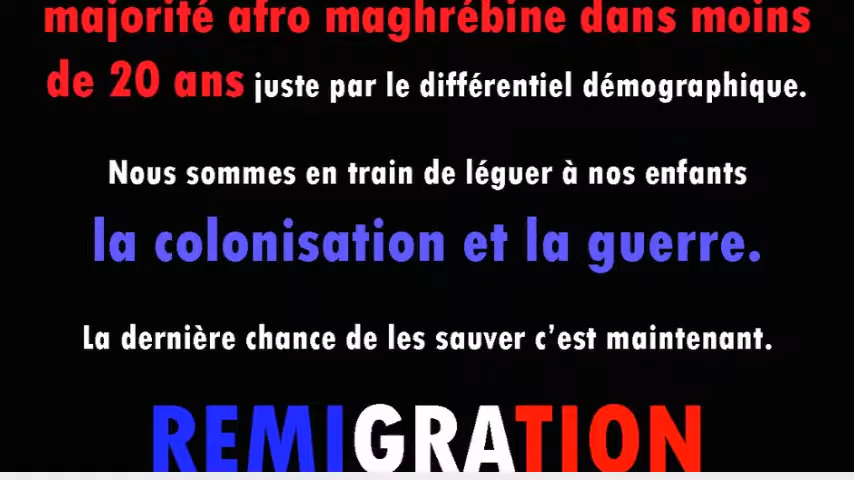 majorité afro maghrébine dans moins
de 20 ans juste par le différentiel démographique.
Nous sommes en train de léguer à nos enfants
la colonisation et la guerre.
La dernière chance de les sauver c’est maintenant.
REMIGRATION